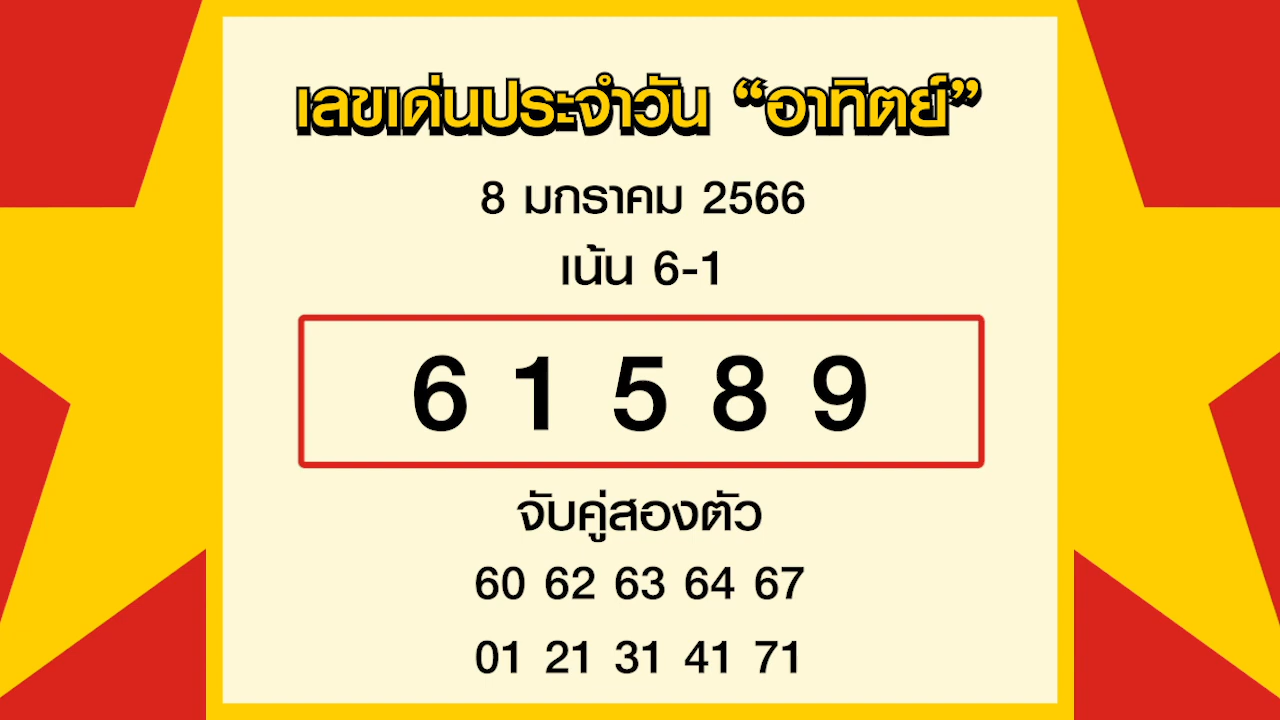 เลขเด่นประจำวัน “อาทิตย์”
8 มกราคม 2566
เน้น 6-1
6 1 5 8 9
จับคู่สองตัว
60 62 63 64 67
01 21 31 41 71